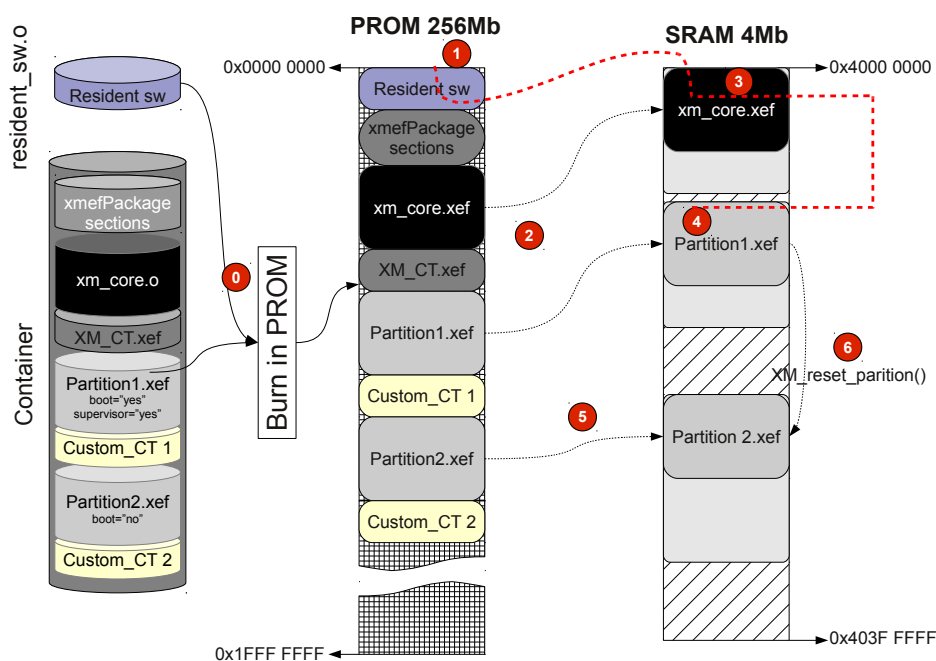 resident_sw.o
Resident sw
Container
xmefPackage
sections
xm_core.o
XM_CT.xef
Partition1.xef
boot="yes"
supervisor="yes"
Custom_CT 1
Partition2.xef
boot="no"
Custom_CT 2
0
Burn in PROM
PROM 256Mb
1
0x0000 0000
Resident sw
xmefPackage
sections
xm_core.xef
XM_CT.xef
Partition1.xef
Custom_CT 1
Partition2.xef
Custom_CT 2
0x1FFF FFFF
2
5
SRAM 4Mb
0x4000 0000
3
xm_core.xef
4
Partition1.xef
6
XM_reset_parition()
Partition 2.xef
0x403F FFFF